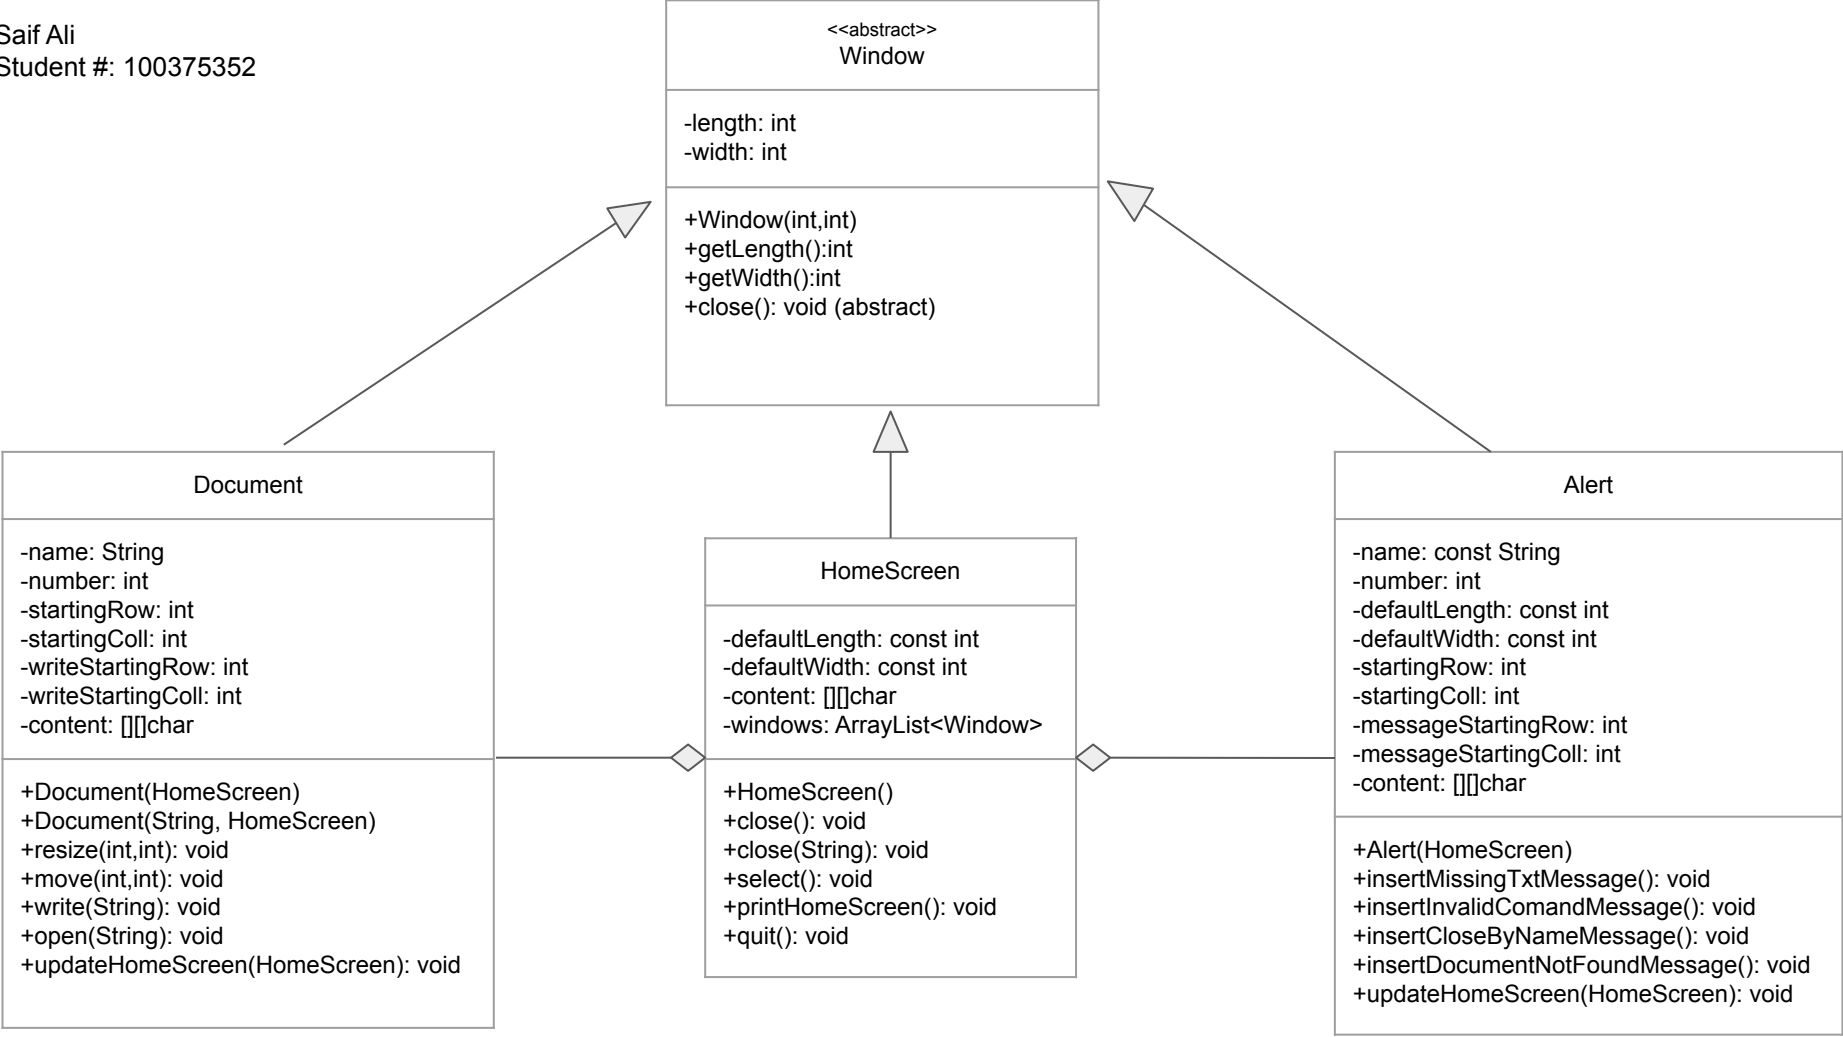 Saif Ali
Student #: 100375352
<<abstract>>
Window
-length: int
-width: int
+Window(int,int)
+getLength():int
+getWidth():int
+close(): void (abstract)
Document
-name: String
-number: int
-startingRow: int
-startingColl: int
-writeStartingRow: int
-writeStartingColl: int
-content: [][]char
+Document(HomeScreen)
+Document(String, HomeScreen)
+resize(int,int): void
+move(int,int): void
+write(String): void
+open(String): void
+updateHomeScreen(HomeScreen): void
HomeScreen
-defaultLength: const int
-defaultWidth: const int
-content: [][]char
-windows: ArrayList<Window>
+HomeScreen()
+close(): void
+close(String): void
+select(): void
+printHomeScreen(): void
+quit(): void
Alert
-name: const String
-number: int
-defaultLength: const int
-defaultWidth: const int
-startingRow: int
-startingColl: int
-messageStartingRow: int
-messageStartingColl: int
-content: [][]char
+Alert(HomeScreen)
+insertMissingTxtMessage(): void
+insertInvalidComandMessage(): void
+insertCloseByNameMessage(): void
+insertDocumentNotFoundMessage(): void
+updateHomeScreen(HomeScreen): void